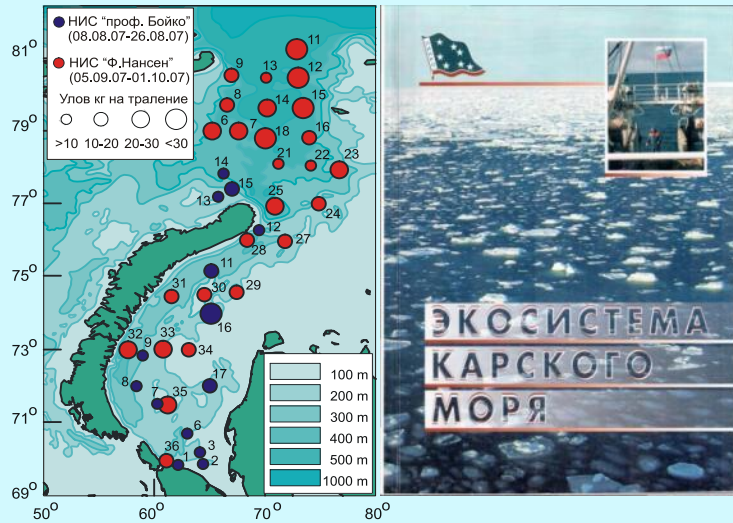 НИС "проф. Бойко"
(08.08.07-26.08.07)
НИС "Ф.Нансен"
(05.09.07-01.10.07)
Улов кг на траление
>10 10-20 20-30 <30
81°
79°
77°
75°
73°
71°
69°
50° 60° 70° 80°
11
9 13 12
8 14 15
6 7 18 16
21 22 23
14
15
13 25 24
12
28 27
11
31 30 29
16
32 9 33 34
8 17
7 35
6
36 3
1 2
100 m
200 m
300 m
400 m
500 m
1000 m
ЭКОСИСТЕМА
КАРСКОГО
МОРЯ